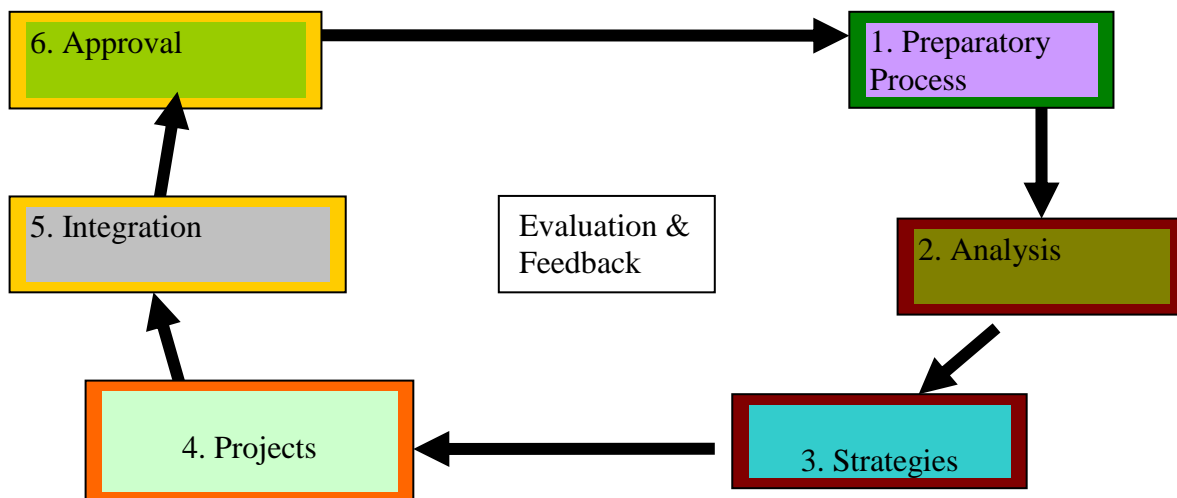 6. Approval
1. Preparatory
Process
5. Integration
Evaluation &
Feedback
2. Analysis
4. Projects
3. Strategies